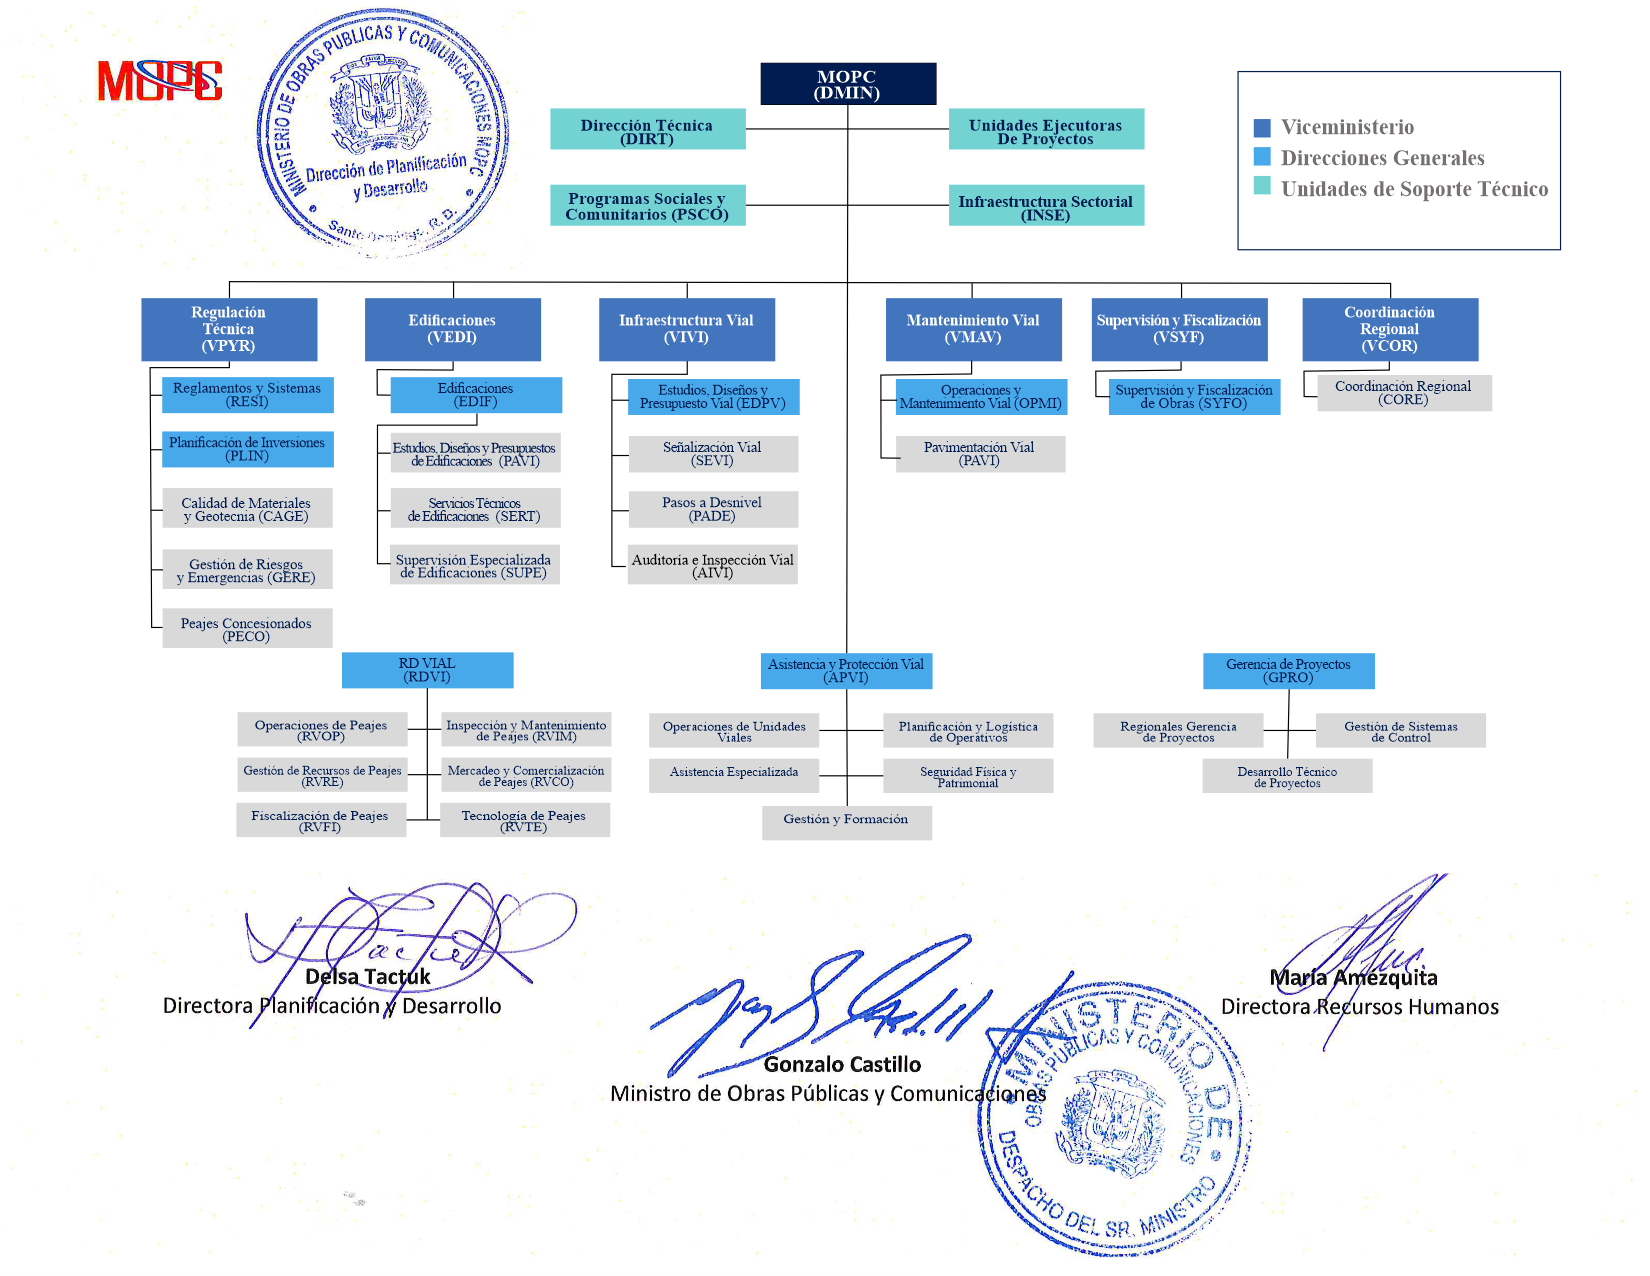 MOPC
MINISTERIO DE OBRAS PUBLICAS Y COMUNICACIONES MOPC
Dirección de Planificación
y Desarrollo
Santo Domingo, R.D.
MOPC
(DMIN)
Dirección Técnica
(DIRT)
Unidades Ejecutoras
De Proyectos
Programas Sociales y
Comunitarios (PSCO)
Infraestructura Sectorial
(INSE)
Viceministerio
Direcciones Generales
Unidades de Soporte Técnico
Regulación
Técnica
(VPYR)
Edificaciones
(VEDI)
Infraestructura Vial
(VIVI)
Mantenimiento Vial
(VMAV)
Supervisión y Fiscalización
(VSYF)
Coordinación
Regional
(VCOR)
Reglamentos y Sistemas
(RESI)
Planificación de Inversiones
(PLIN)
Calidad de Materiales
y Geotecnia (CAGE)
Gestión de Riesgos
y Emergencias (GERE)
Peajes Concesionados
(PECO)
Edificaciones
(EDIF)
Estudios, Diseños y Presupuestos
de Edificaciones (PAVI)
Servicios Técnicos
de Edificaciones (SERT)
Supervisión Especializada
de Edificaciones (SUPE)
Estudios, Diseños y
Presupuesto Vial (EDPV)
Señalización Vial
(SEVI)
Pasos a Desnivel
(PADE)
Auditoría e Inspección Vial
(AIVI)
Operaciones y
Mantenimiento Vial (OPMI)
Pavimentación Vial
(PAVI)
Supervisión y Fiscalización
de Obras (SYFO)
Coordinación Regional
(CORE)
RD VIAL
(RDVI)
Operaciones de Peajes
(RVOP)
Inspección y Mantenimiento
de Peajes (RVIM)
Gestión de Recursos de Peajes
(RVRE)
Mercadeo y Comercialización
de Peajes (RVCO)
Fiscalización de Peajes
(RVFI)
Tecnología de Peajes
(RVTE)
Asistencia y Protección Vial
(APVI)
Operaciones de Unidades
Viales
Planificación y Logística
de Operativos
Asistencia Especializada
Seguridad Física y
Patrimonial
Gestión y Formación
Gerencia de Proyectos
(GPRO)
Regionales Gerencia
de Proyectos
Gestión de Sistemas
de Control
Desarrollo Técnico
de Proyectos
Delsa Tactuk
Directora Planificación y Desarrollo
Gonzalo Castillo
Ministro de Obras Públicas y Comunicaciones
María Amézquita
Directora Recursos Humanos
MINISTERIO DE
OBRAS PUBLICAS Y COMUNICACIONES
DESPACHO DEL SR. MINISTRO